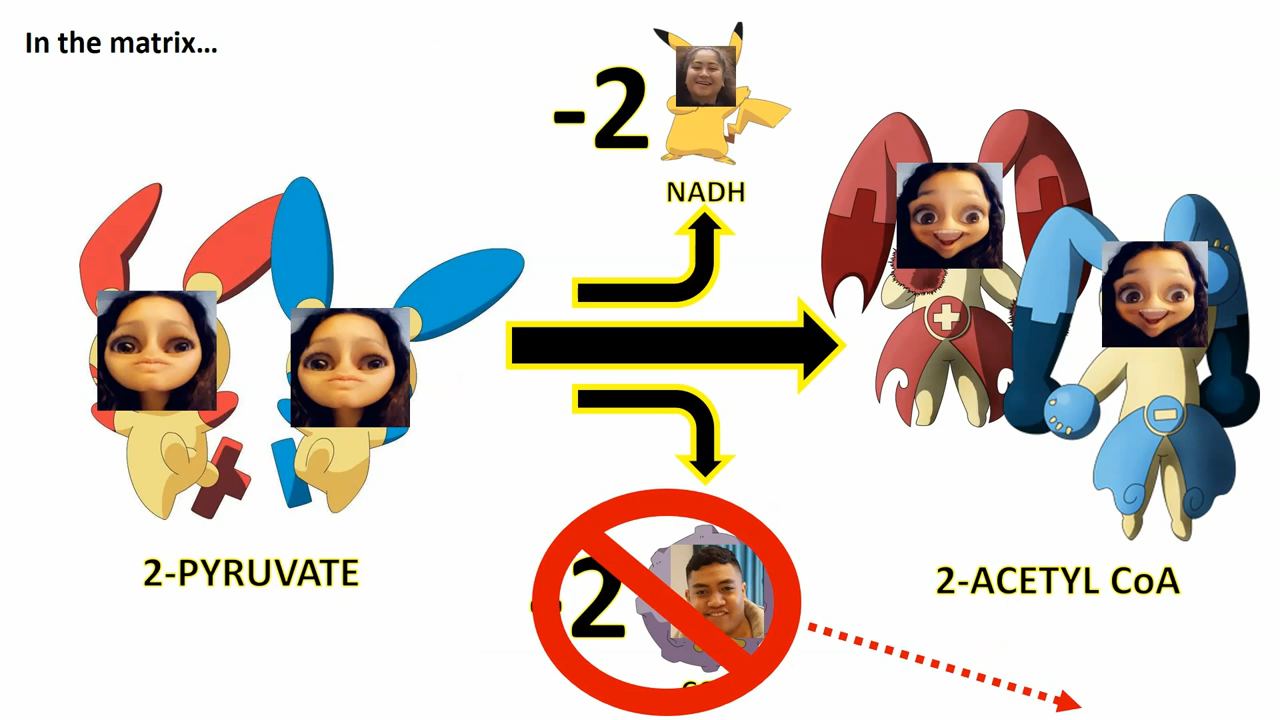 In the matrix...
-2
NADH
2-PYRUVATE
2-ACETYL CoA
-2